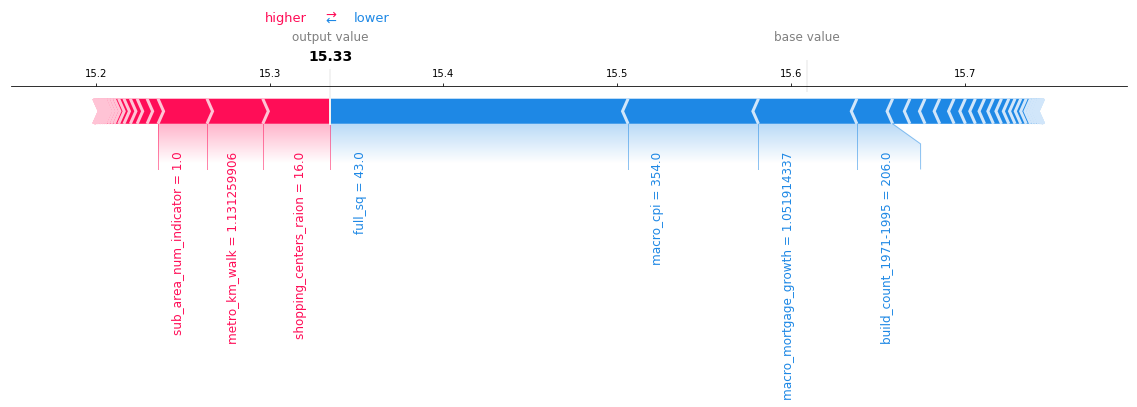 higher ⇄ lower
output value
base value
15.33
15.2
15.3
15.4
15.5
15.6
15.7
sub_area_num_indicator = 1.0
metro_km_walk = 1.131259906
shopping_centers_raion = 16.0
full_sq = 43.0
macro_cpi = 354.0
macro_mortgage_growth = 1.051914337
build_count_1971-1995 = 206.0